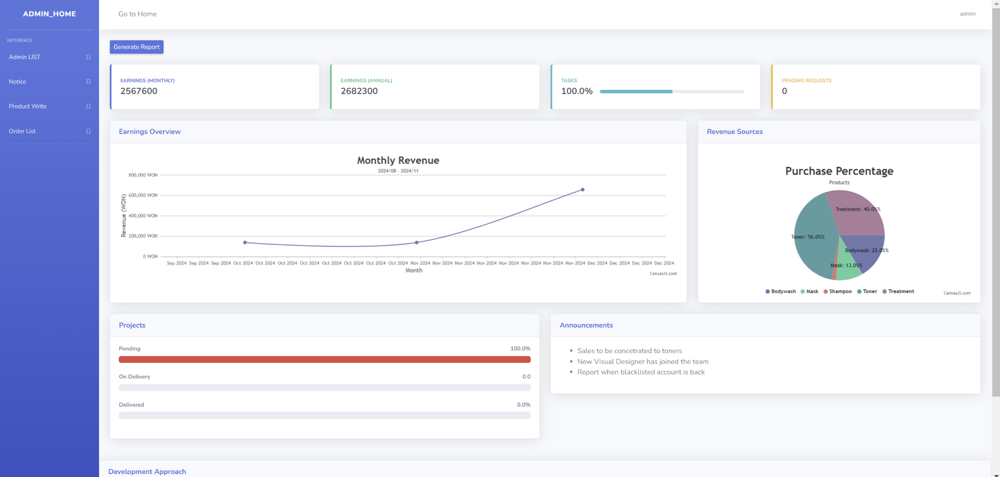 ADMIN_HOME
Go to Home
admin
INTERFACE
Admin LIST
Notice
Product Write
Order List
Generate Report
EARNINGS (MONTHLY)
2567600
EARNINGS (ANNUAL)
2682300
TASKS
100.0%
PENDING REQUESTS
0
Earnings Overview
Monthly Revenue
2024/08 - 2024/11
800,000 WON
600,000 WON
400,000 WON
200,000 WON
0 WON
Revenue (WON)
Sep 2024 Sep 2024 Sep 2024 Oct 2024 Oct 2024 Oct 2024 Oct 2024 Oct 2024 Oct 2024 Oct 2024 Oct 2024 Nov 2024 Nov 2024 Nov 2024 Nov 2024 Nov 2024 Nov 2024 Nov 2024 Nov 2024 Dec 2024 Dec 2024 Dec 2024 Dec 2024
Month
CanvasJS.com
Revenue Sources
Purchase Percentage
Products
Treatment: 40.0%%
Toner: 56.0%%
Bodywash: 22.0%%
Mask: 13.0%%
Bodywash Mask Shampoo Toner Treatment
CanvasJS.com
Projects
Pending 100.0%
On Delivery 0.0
Delivered 0.0%
Announcements
Sales to be concetrated to toners
New Visual Designer has joined the team
Report when blacklisted account is back
Development Approach